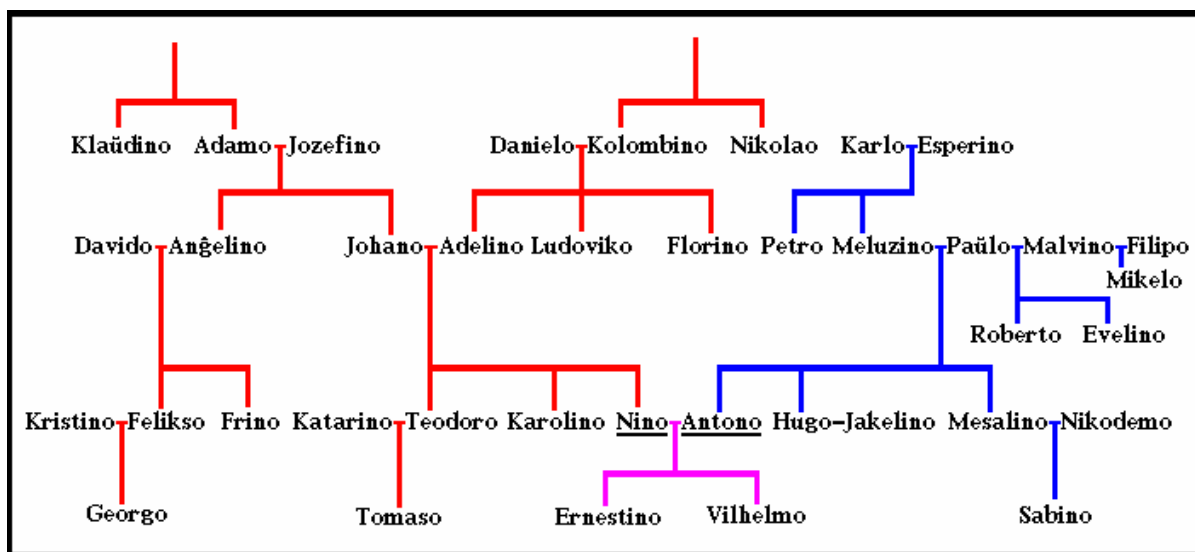 Klaŭdino Adamo Jozefino Danielo Kolombino Nikolao Karlo Esperino
Davido Anĝelino Johano Adelino Ludoviko Florino Petro Meluzino Paŭlo Malvino Filipo
Mikelo
Roberto Evelino
Kristino Felikso Frino Katarino Teodoro Karolino Nino Antono Hugo-Jakelino Mesalino Nikodemo
Georgo Tomaso Ernestino Vilhelmo Sabino